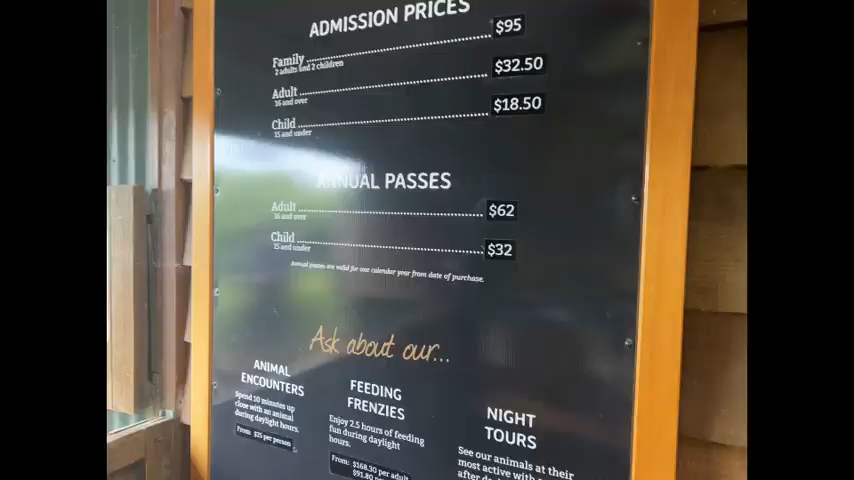 ADMISSION PRICES
Family $95
2 adults and 2 children
Adult $32.50
16 and over
Child $18.50
15 and under
ANNUAL PASSES
Adult $62
16 and over
Child $32
15 and under
Annual passes are valid for one calendar year from date of purchase.
Ask about our...
ANIMAL
ENCOUNTERS
Spend 10 minutes up
close with an animal
during daylight hours.
From: $25 per person
FEEDING
FRENZIES
Enjoy 2.5 hours of feeding
fun during daylight
hours.
From: $168.30 per adult
$91.80 per
NIGHT
TOURS
See our animals at their
most active with
after